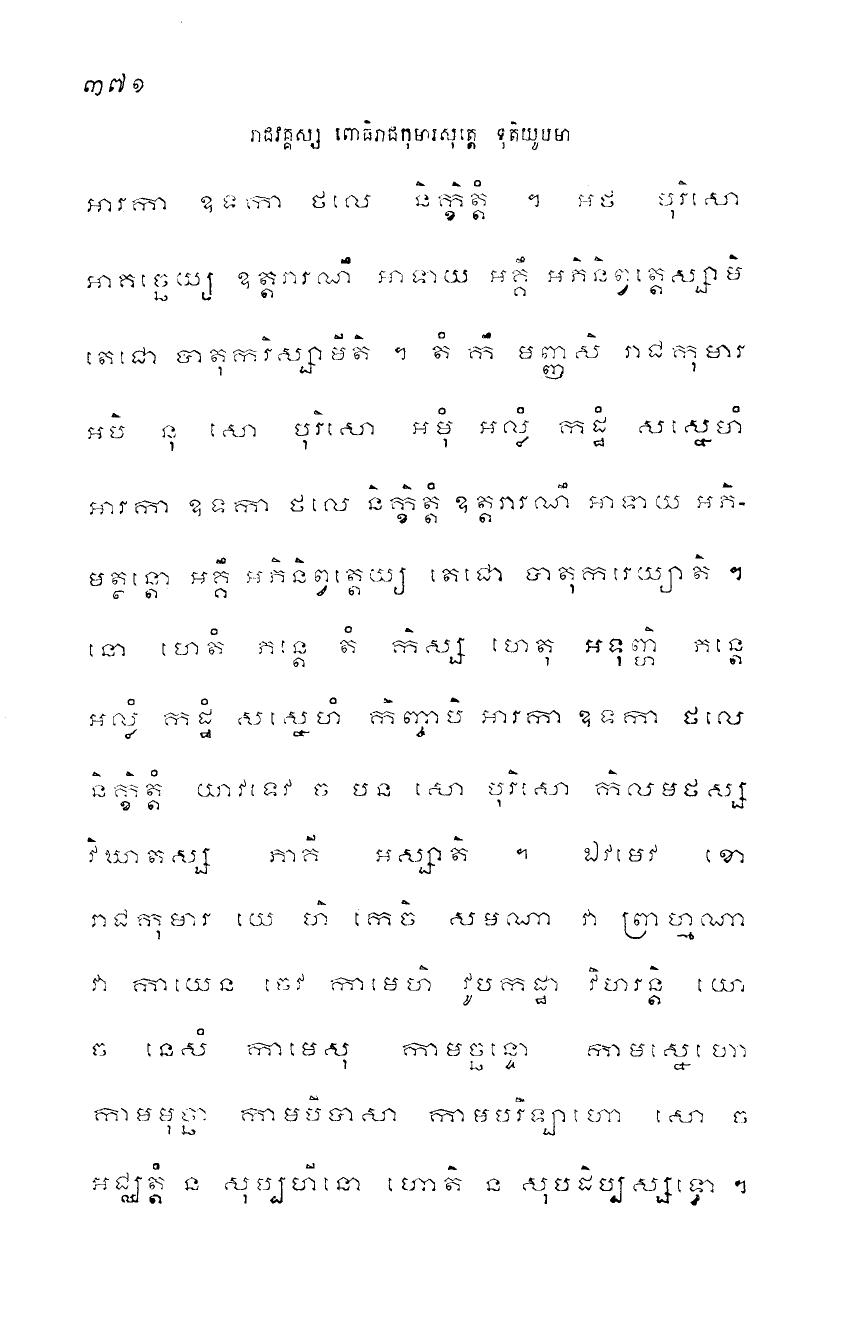 ៣៧១
រាជវគ្គស្ស ពោធិរាជកុមារសុត្តេ ទុតិយូបមា
អារកា ឧទកា ថលេ និក្ខិត្តំ ។ អថ បុរិសោ
អាគច្ឆេយ្យ ឧត្តរារណឹ អាទាយ អគ្គឹ អភិនិព្វត្តេស្សាមិ
តេជោ បាតុករិស្សាមីតិ ។ តំ កឹ មញ្ញសិ រាជកុមារ
អបិ នុ សោ បុរិសោ អមុំ អល្លំ កដ្ឋំ សស្នេហំ
អារកា ឧទកា ថលេ និក្ខិត្តំ ឧត្តរារណឹ អាទាយ អភិ-
មត្ថន្តោ អគ្គឹ អភិនិព្វត្តេយ្យ តេជោ បាតុករេយ្យាតិ ។
នោ ហេតំ ភន្តេ តំ កិស្ស ហេតុ អទុញ្ហិ ភន្តេ
អល្លំ កដ្ឋំ សស្នេហំ កិញ្ចាបិ អារកា ឧទកា ថលេ
និក្ខិត្តំ យាវទេវ ច បន សោ បុរិសោ កិលមថស្ស
វិឃាតស្ស ភាគី អស្សាតិ ។ ឯវមេវ ខោ
រាជកុមារ យេ ហិ កេចិ សមណា វា ព្រាហ្មណា
វា កាយេន ចេវ កាមេហិ វូបកដ្ឋា វិហរន្តិ យោ
ច នេសំ កាមេសុ កាមច្ឆន្ទោ កាមស្នេហោ
កាមមុច្ឆា កាមបិបាសា កាមបរិឡាហោ សោ ច
អជ្ឈត្តំ ន សុប្បហីនោ ហោតិ ន សុបដិប្បស្សទ្ធោ ។